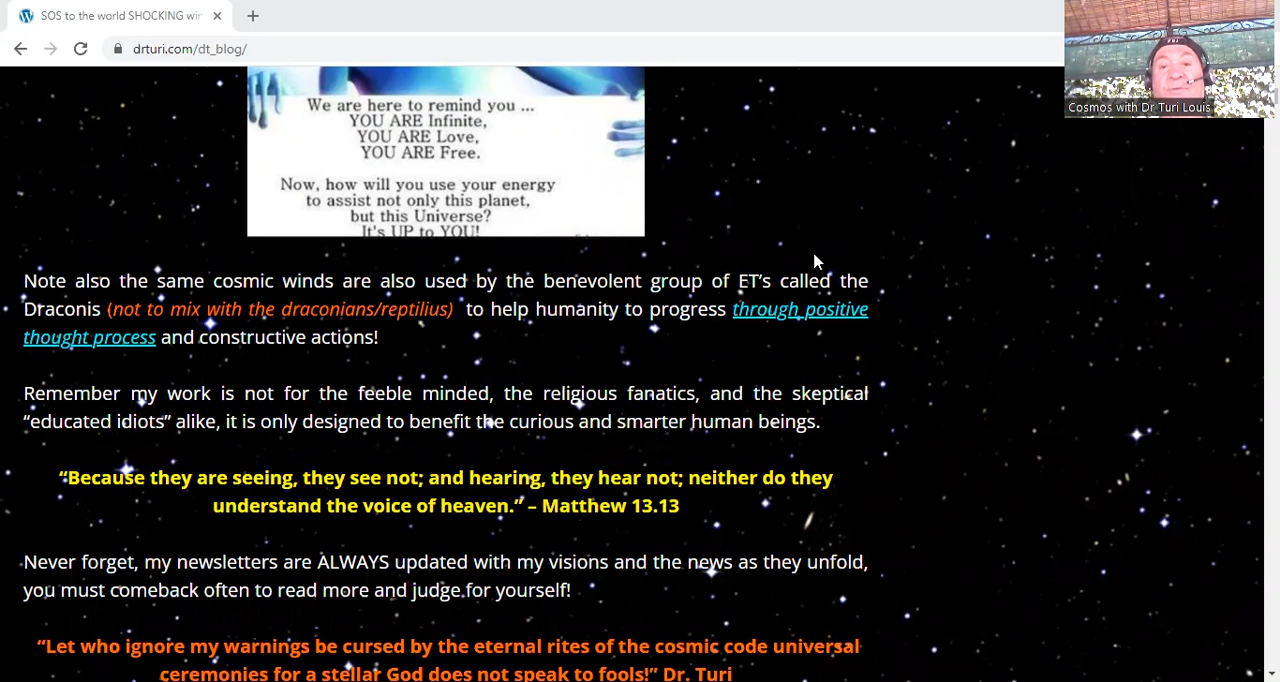 SOS to the world SHOCKING wir
drturi.com/dt_blog/
Cosmos with Dr Turi Louis
We are here to remind you ...
YOU ARE Infinite,
YOU ARE Love,
YOU ARE Free.
Now, how will you use your energy
to assist not only this planet,
but this Universe?
It's UP to YOU!
Note also the same cosmic winds are also used by the benevolent group of ET’s called the
Draconis (not to mix with the draconians/reptilius) to help humanity to progress through positive
thought process and constructive actions!
Remember my work is not for the feeble minded, the religious fanatics, and the skeptical
“educated idiots” alike, it is only designed to benefit the curious and smarter human beings.
“Because they are seeing, they see not; and hearing, they hear not; neither do they
understand the voice of heaven.” – Matthew 13.13
Never forget, my newsletters are ALWAYS updated with my visions and the news as they unfold,
you must comeback often to read more and judge for yourself!
“Let who ignore my warnings be cursed by the eternal rites of the cosmic code universal
ceremonies for a stellar God does not speak to fools!” Dr. Turi